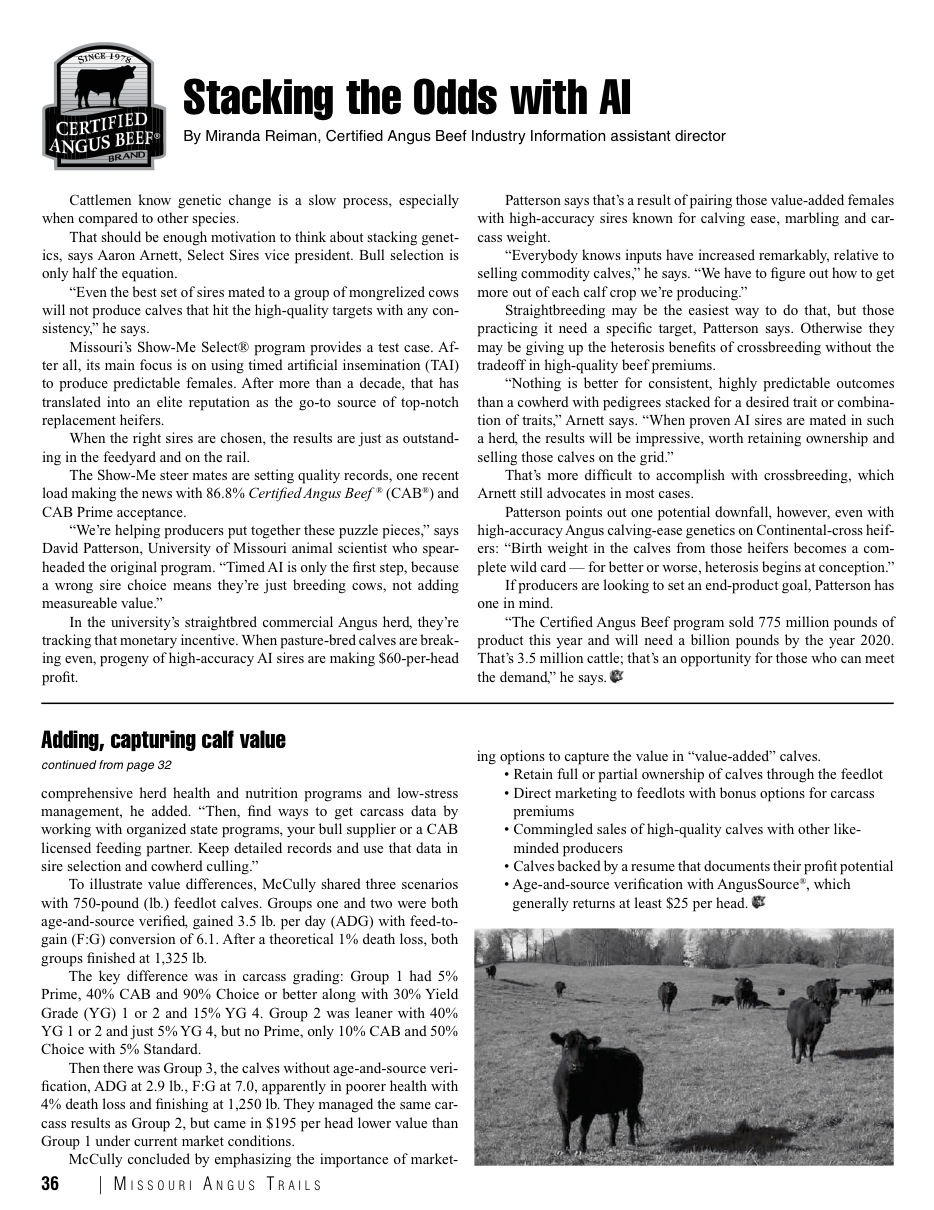 SINCE 1978
CERTIFIED
ANGUS BEEF®
BRAND
Stacking the Odds with AI
By Miranda Reiman, Certified Angus Beef Industry Information assistant director
Cattlemen know genetic change is a slow process, especially
when compared to other species.
That should be enough motivation to think about stacking genet-
ics, says Aaron Arnett, Select Sires vice president. Bull selection is
only half the equation.
“Even the best set of sires mated to a group of mongrelized cows
will not produce calves that hit the high-quality targets with any con-
sistency,” he says.
Missouri’s Show-Me Select® program provides a test case. Af-
ter all, its main focus is on using timed artificial insemination (TAI)
to produce predictable females. After more than a decade, that has
translated into an elite reputation as the go-to source of top-notch
replacement heifers.
When the right sires are chosen, the results are just as outstand-
ing in the feedyard and on the rail.
The Show-Me steer mates are setting quality records, one recent
load making the news with 86.8% Certified Angus Beef ® (CAB®) and
CAB Prime acceptance.
“We’re helping producers put together these puzzle pieces,” says
David Patterson, University of Missouri animal scientist who spear-
headed the original program. “Timed AI is only the first step, because
a wrong sire choice means they’re just breeding cows, not adding
measureable value.”
In the university’s straightbred commercial Angus herd, they’re
tracking that monetary incentive. When pasture-bred calves are break-
ing even, progeny of high-accuracy AI sires are making $60-per-head
profit.
Patterson says that’s a result of pairing those value-added females
with high-accuracy sires known for calving ease, marbling and car-
cass weight.
“Everybody knows inputs have increased remarkably, relative to
selling commodity calves,” he says. “We have to figure out how to get
more out of each calf crop we’re producing.”
Straightbreeding may be the easiest way to do that, but those
practicing it need a specific target, Patterson says. Otherwise they
may be giving up the heterosis benefits of crossbreeding without the
tradeoff in high-quality beef premiums.
“Nothing is better for consistent, highly predictable outcomes
than a cowherd with pedigrees stacked for a desired trait or combina-
tion of traits,” Arnett says. “When proven AI sires are mated in such
a herd, the results will be impressive, worth retaining ownership and
selling those calves on the grid.”
That’s more difficult to accomplish with crossbreeding, which
Arnett still advocates in most cases.
Patterson points out one potential downfall, however, even with
high-accuracy Angus calving-ease genetics on Continental-cross heif-
ers: “Birth weight in the calves from those heifers becomes a com-
plete wild card — for better or worse, heterosis begins at conception.”
If producers are looking to set an end-product goal, Patterson has
one in mind.
“The Certified Angus Beef program sold 775 million pounds of
product this year and will need a billion pounds by the year 2020.
That’s 3.5 million cattle; that’s an opportunity for those who can meet
the demand,” he says.
Adding, capturing calf value
continued from page 32
comprehensive herd health and nutrition programs and low-stress
management, he added. “Then, find ways to get carcass data by
working with organized state programs, your bull supplier or a CAB
licensed feeding partner. Keep detailed records and use that data in
sire selection and cowherd culling.”
To illustrate value differences, McCully shared three scenarios
with 750-pound (lb.) feedlot calves. Groups one and two were both
age-and-source verified, gained 3.5 lb. per day (ADG) with feed-to-
gain (F:G) conversion of 6.1. After a theoretical 1% death loss, both
groups finished at 1,325 lb.
The key difference was in carcass grading: Group 1 had 5%
Prime, 40% CAB and 90% Choice or better along with 30% Yield
Grade (YG) 1 or 2 and 15% YG 4. Group 2 was leaner with 40%
YG 1 or 2 and just 5% YG 4, but no Prime, only 10% CAB and 50%
Choice with 5% Standard.
Then there was Group 3, the calves without age-and-source veri-
fication, ADG at 2.9 lb., F:G at 7.0, apparently in poorer health with
4% death loss and finishing at 1,250 lb. They managed the same car-
cass results as Group 2, but came in $195 per head lower value than
Group 1 under current market conditions.
McCully concluded by emphasizing the importance of market-
ing options to capture the value in “value-added” calves.
• Retain full or partial ownership of calves through the feedlot
• Direct marketing to feedlots with bonus options for carcass
premiums
• Commingled sales of high-quality calves with other like-
minded producers
• Calves backed by a resume that documents their profit potential
• Age-and-source verification with AngusSource®, which
generally returns at least $25 per head.
36 | MISSOURI ANGUS TRAILS